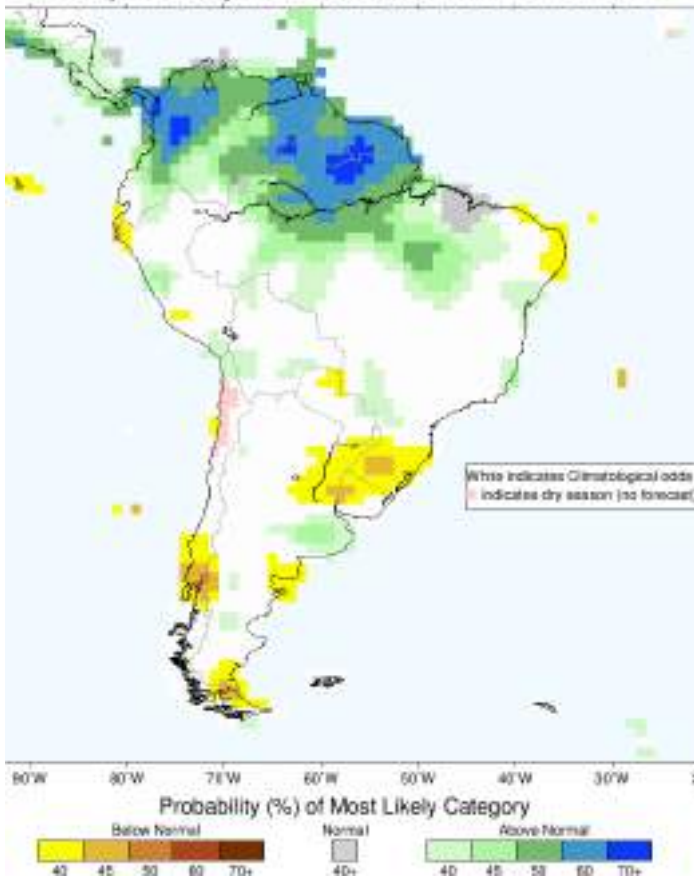 White indicates Climatological odds
indicates dry season (no forecast)
90°W 80°W 70°W 60°W 50°W 40°W 30°W
Probability (%) of Most Likely Category
Below Normal Normal Above Normal
40 45 50 60 70+ 40+ 40 45 50 60 70+